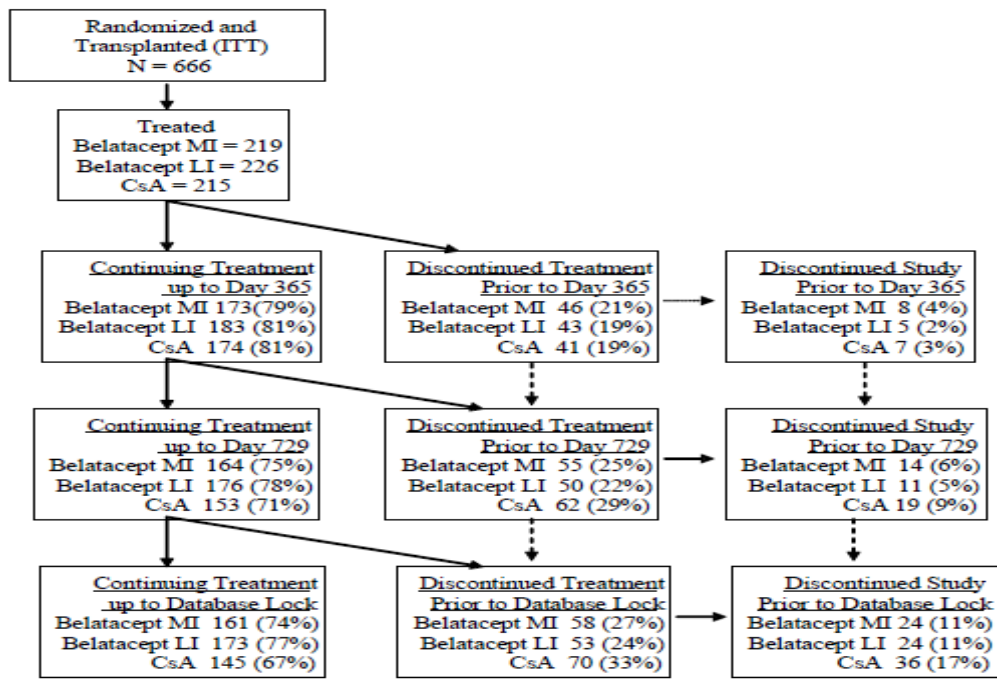 Randomized and
Transplanted (ITT)
N = 666
Treated
Belatacept MI = 219
Belatacept LI = 226
CsA = 215
Continuing Treatment
up to Day 365
Belatacept MI 173(79%)
Belatacept LI 183 (81%)
CsA 174 (81%)
Discontinued Treatment
Prior to Day 365
Belatacept MI 46 (21%)
Belatacept LI 43 (19%)
CsA 41 (19%)
Discontinued Study
Prior to Day 365
Belatacept MI 8 (4%)
Belatacept LI 5 (2%)
CsA 7 (3%)
Continuing Treatment
up to Day 729
Belatacept MI 164 (75%)
Belatacept LI 176 (78%)
CsA 153 (71%)
Discontinued Treatment
Prior to Day 729
Belatacept MI 55 (25%)
Belatacept LI 50 (22%)
CsA 62 (29%)
Discontinued Study
Prior to Day 729
Belatacept MI 14 (6%)
Belatacept LI 11 (5%)
CsA 19 (9%)
Continuing Treatment
up to Database Lock
Belatacept MI 161 (74%)
Belatacept LI 173 (77%)
CsA 145 (67%)
Discontinued Treatment
Prior to Database Lock
Belatacept MI 58 (27%)
Belatacept LI 53 (24%)
CsA 70 (33%)
Discontinued Study
Prior to Database Lock
Belatacept MI 24 (11%)
Belatacept LI 24 (11%)
CsA 36 (17%)